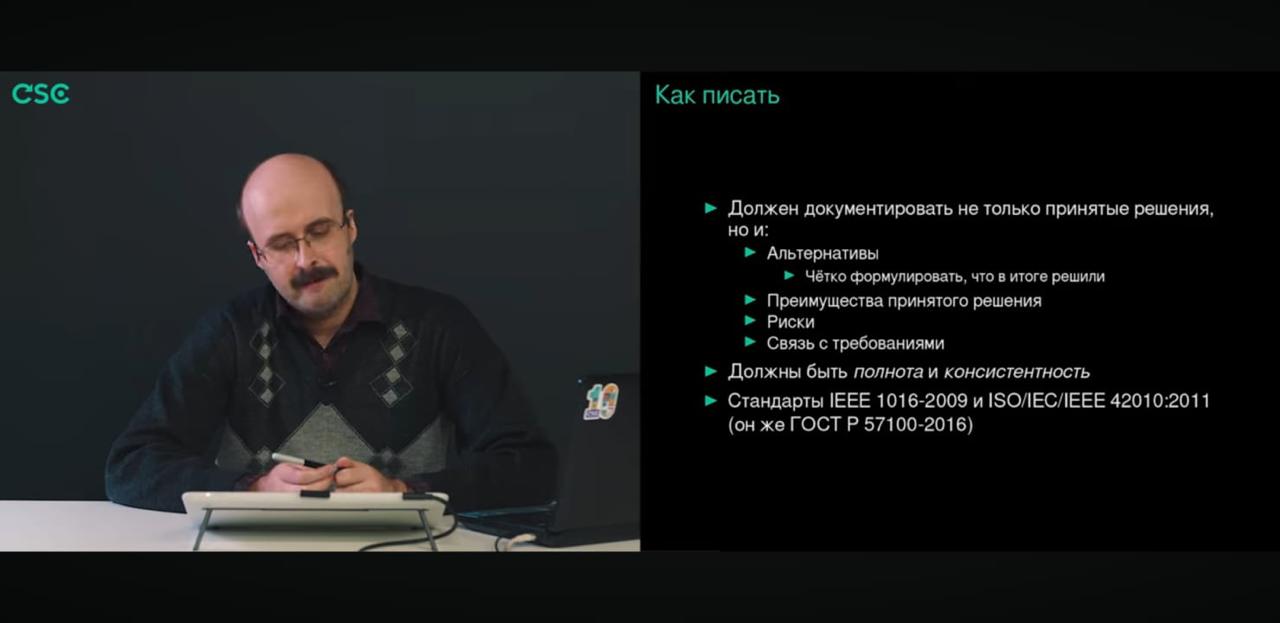 CSC
Как писать
Должен документировать не только принятые решения,
но и:
Альтернативы
Чётко формулировать, что в итоге решили
Преимущества принятого решения
Риски
Связь с требованиями
Должны быть полнота и консистентность
Стандарты IEEE 1016-2009 и ISO/IEC/IEEE 42010:2011
(он же ГОСТ Р 57100-2016)